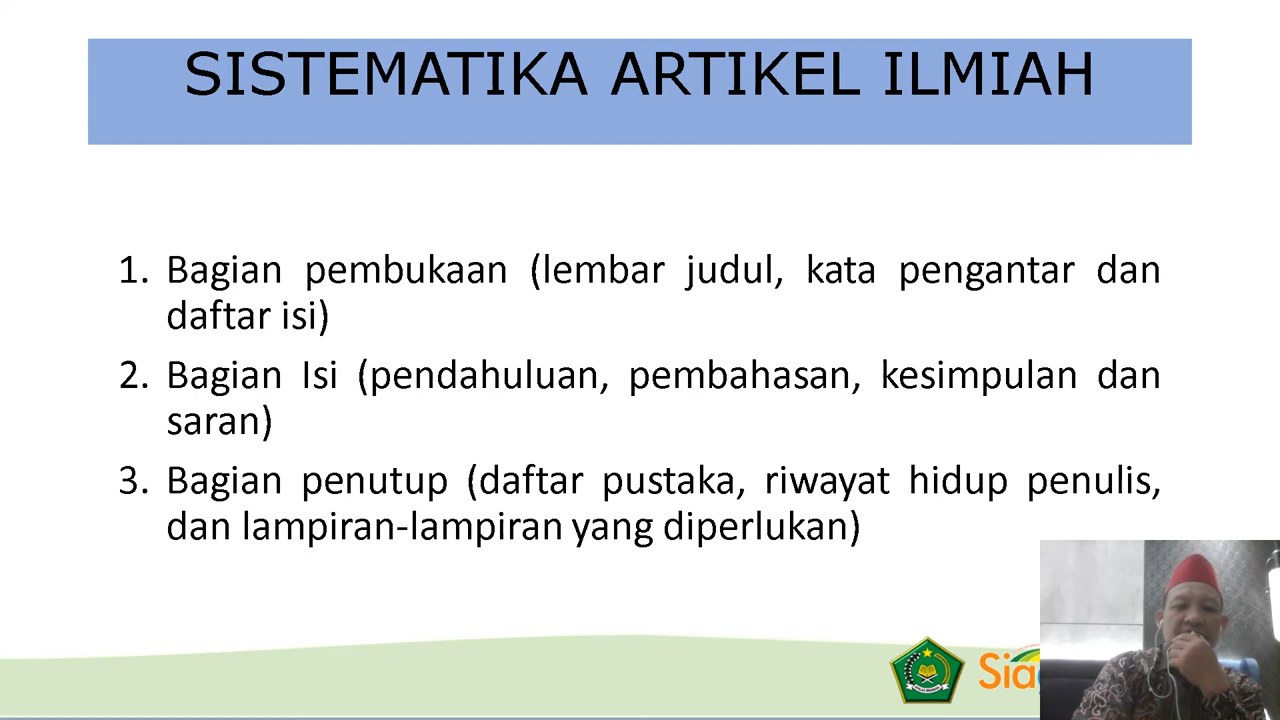 SISTEMATIKA ARTIKEL ILMIAH
1. Bagian pembukaan (lembar judul, kata pengantar dan
daftar isi)
2. Bagian Isi (pendahuluan, pembahasan, kesimpulan dan
saran)
3. Bagian penutup (daftar pustaka, riwayat hidup penulis,
dan lampiran-lampiran yang diperlukan)